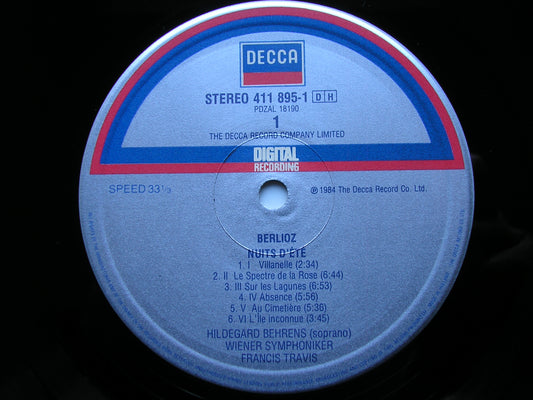 DECCA
STEREO 411 895-1 DH
PDZAL 18190
1
THE DECCA RECORD COMPANY LIMITED
DIGITAL
RECORDING
SPEED 33⅓
℗ 1984 The Decca Record Co. Ltd.
BERLIOZ
NUITS D'ÉTÉ
1. I Villanelle (2:34)
2. II Le Spectre de la Rose (6:44)
3. III Sur les Lagunes (6:53)
4. IV Absence (5:56)
5. V Au Cimetière (5:36)
6. VI L'Ile inconnue (3:45)
HILDEGARD BEHRENS (soprano)
WIENER SYMPHONIKER
FRANCIS TRAVIS